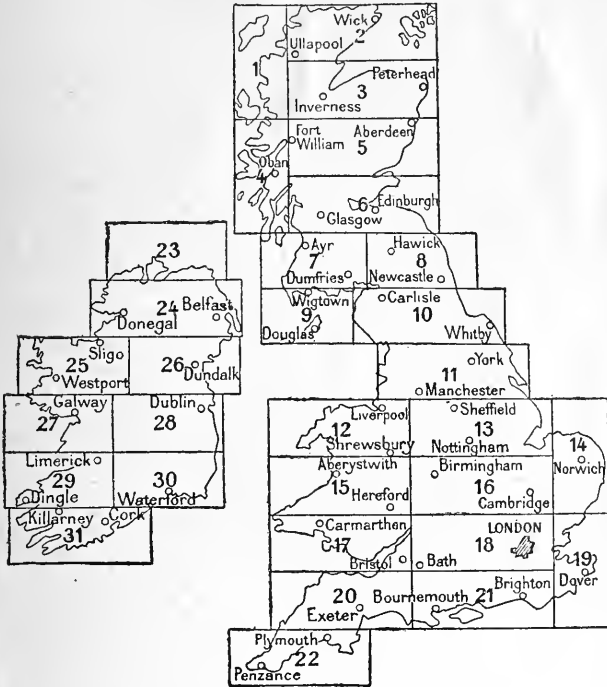 Wick
2
Ullapool
1
Peterhead
3
Inverness
Fort
William
Aberdeen
5
Oban
4
6
Edinburgh
Glasgow
23
Ayr
7
Hawick
8
Dumfries
Newcastle
24
Belfast
Donegal
Wigtown
9
Carlisle
10
Douglas
Whitby
Sligo
25
Westport
26
Dundalk
York
11
Manchester
Galway
27
Dublin
28
Liverpool
12
Shrewsbury
Sheffield
13
Nottingham
14
Norwich
Limerick
29
Dingle
30
Waterford
Aberystwith
15
Hereford
Birmingham
16
Cambridge
Killarney
31
Cork
Carmarthen
17
Bristol
LONDON
18
Bath
19
Dover
20
Exeter
Bournemouth
21
Brighton
Plymouth
22
Penzance